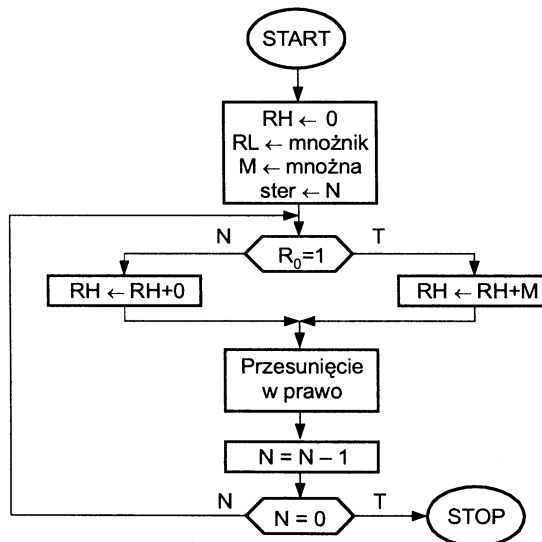 START
RH ← 0
RL ← mnożnik
M ← mnożna
ster ← N
N
R₀=1
T
RH ← RH+0
RH ← RH+M
Przesunięcie
w prawo
N = N – 1
N
N = 0
T
STOP